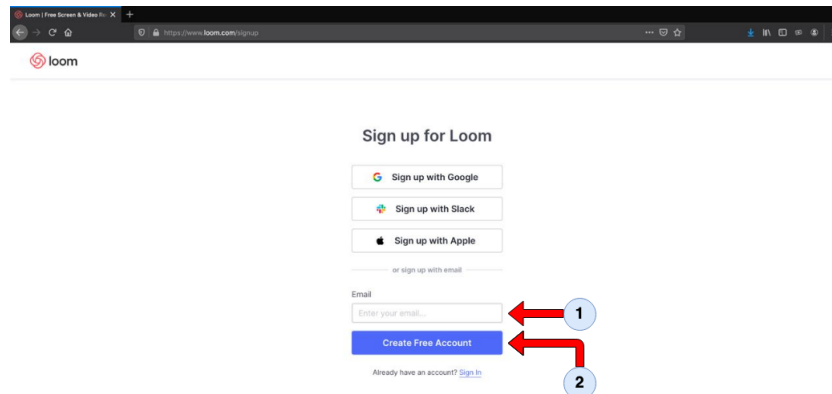 Loom | Free Screen & Video Re
https://www.loom.com/signup
loom
Sign up for Loom
Sign up with Google
Sign up with Slack
Sign up with Apple
or sign up with email
Email
Enter your email...
1
Create Free Account
Already have an account? Sign In
2